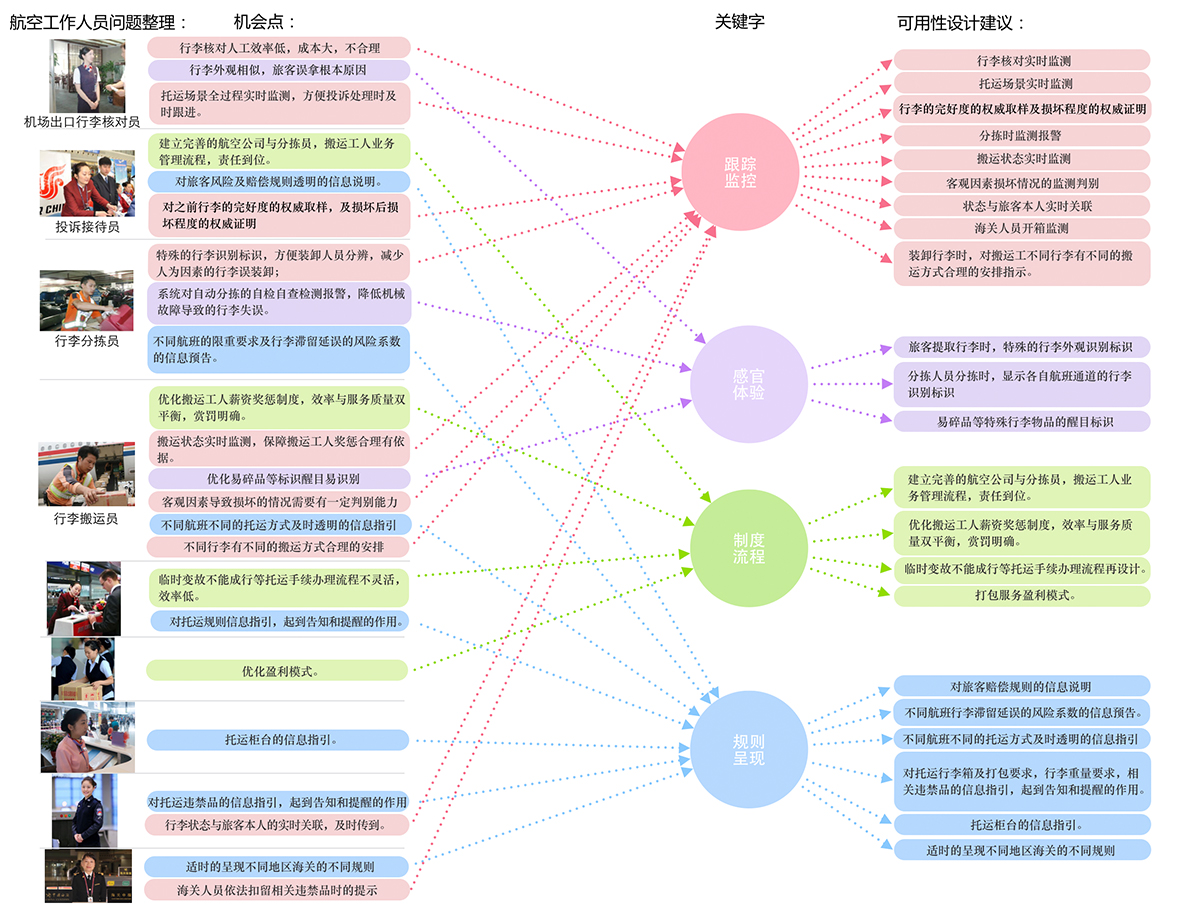 航空工作人员问题整理：
机会点：
关键字
可用性设计建议：
机场出口行李核对员
行李核对人工效率低，成本大，不合理
行李外观相似，旅客误拿根本原因
托运场景全过程实时监测，方便投诉处理时及
时跟进。
投诉接待员
建立完善的航空公司与分拣员，搬运工人业务
管理流程，责任到位。
对旅客风险及赔偿规则透明的信息说明。
对之前行李的完好度的权威取样，及损坏后损
坏程度的权威证明
行李分拣员
特殊的行李识别标识，方便装卸人员分辨，减少
人为因素的行李误装卸；
系统对自动分拣的自检自查检测报警，降低机械
故障导致的行李失误。
不同航班的限重要求及行李滞留延误的风险系数
的信息预告。
行李搬运员
优化搬运工人薪资奖惩制度，效率与服务质量双
平衡，赏罚明确。
搬运状态实时监测，保障搬运工人奖惩合理有依
据。
优化易碎品等标识醒目易识别
客观因素导致损坏的情况需要有一定判别能力
不同航班不同的托运方式及时透明的信息指引
不同行李有不同的搬运方式合理的安排
临时变故不能成行等托运手续办理流程不灵活，
效率低。
对托运规则信息指引，起到告知和提醒的作用。
优化盈利模式。
托运柜台的信息指引。
对托运违禁品的信息指引，起到告知和提醒的作用
行李状态与旅客本人的实时关联，及时传到。
适时的呈现不同地区海关的不同规则
海关人员依法扣留相关违禁品时的提示
跟踪
监控
感官
体验
制度
流程
规则
呈现
行李核对实时监测
托运场景实时监测
行李的完好度的权威取样及损坏程度的权威证明
分拣时监测报警
搬运状态实时监测
客观因素损坏情况的监测判别
状态与旅客本人实时关联
海关人员开箱监测
装卸行李时，对搬运工不同行李有不同的搬
运方式合理的安排指示。
旅客提取行李时，特殊的行李外观识别标识
分拣人员分拣时，显示各自航班通道的行李
识别标识
易碎品等特殊行李物品的醒目标识
建立完善的航空公司与分拣员，搬运工人业
务管理流程，责任到位。
优化搬运工人薪资奖惩制度，效率与服务质
量双平衡，赏罚明确。
临时变故不能成行等托运手续办理流程再设计。
打包服务盈利模式。
对旅客赔偿规则的信息说明
不同航班行李滞留延误的风险系数的信息预告。
不同航班不同的托运方式及时透明的信息指引
对托运行李箱及打包要求，行李重量要求，相
关违禁品的信息指引，起到告知和提醒的作用。
托运柜台的信息指引。
适时的呈现不同地区海关的不同规则